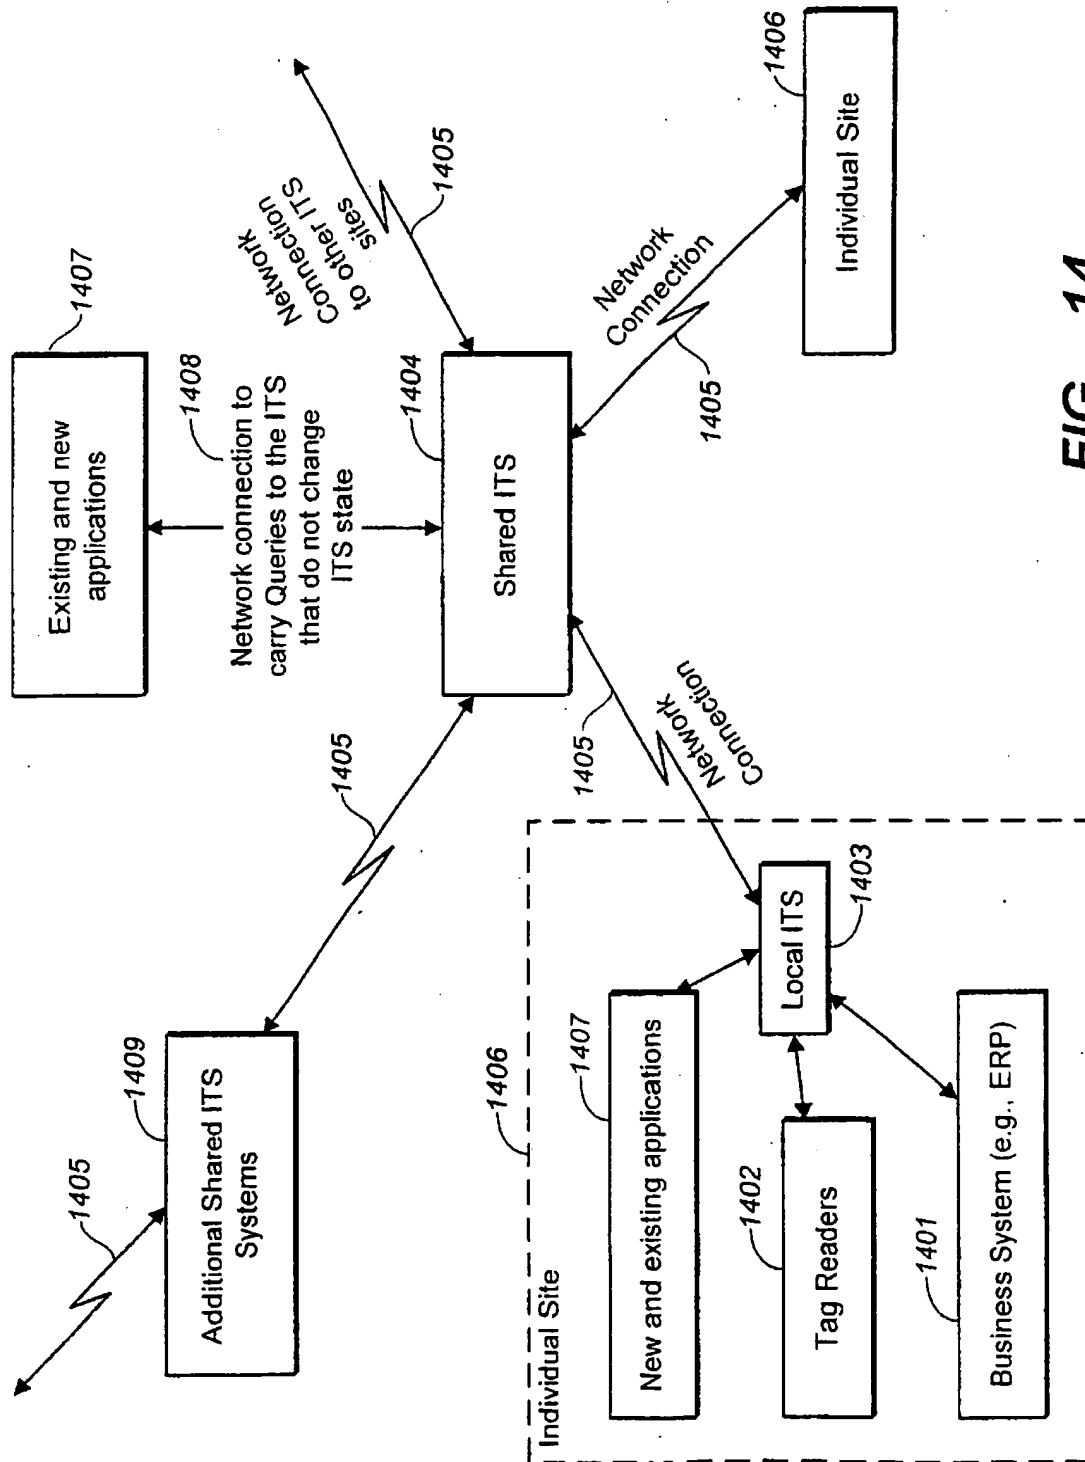 1405
1409
Additional Shared ITS
Systems
1405
Existing and new
applications
1407
1408
Network connection to
carry Queries to the ITS
that do not change
ITS state
Network
Connection
to other ITS
sites
1405
1404
Shared ITS
1405
Network
Connection
Network
Connection
1405
1406
Individual Site
Individual Site
1406
1407
New and existing applications
Local ITS
1403
1402
Tag Readers
1401
Business System (e.g., ERP)